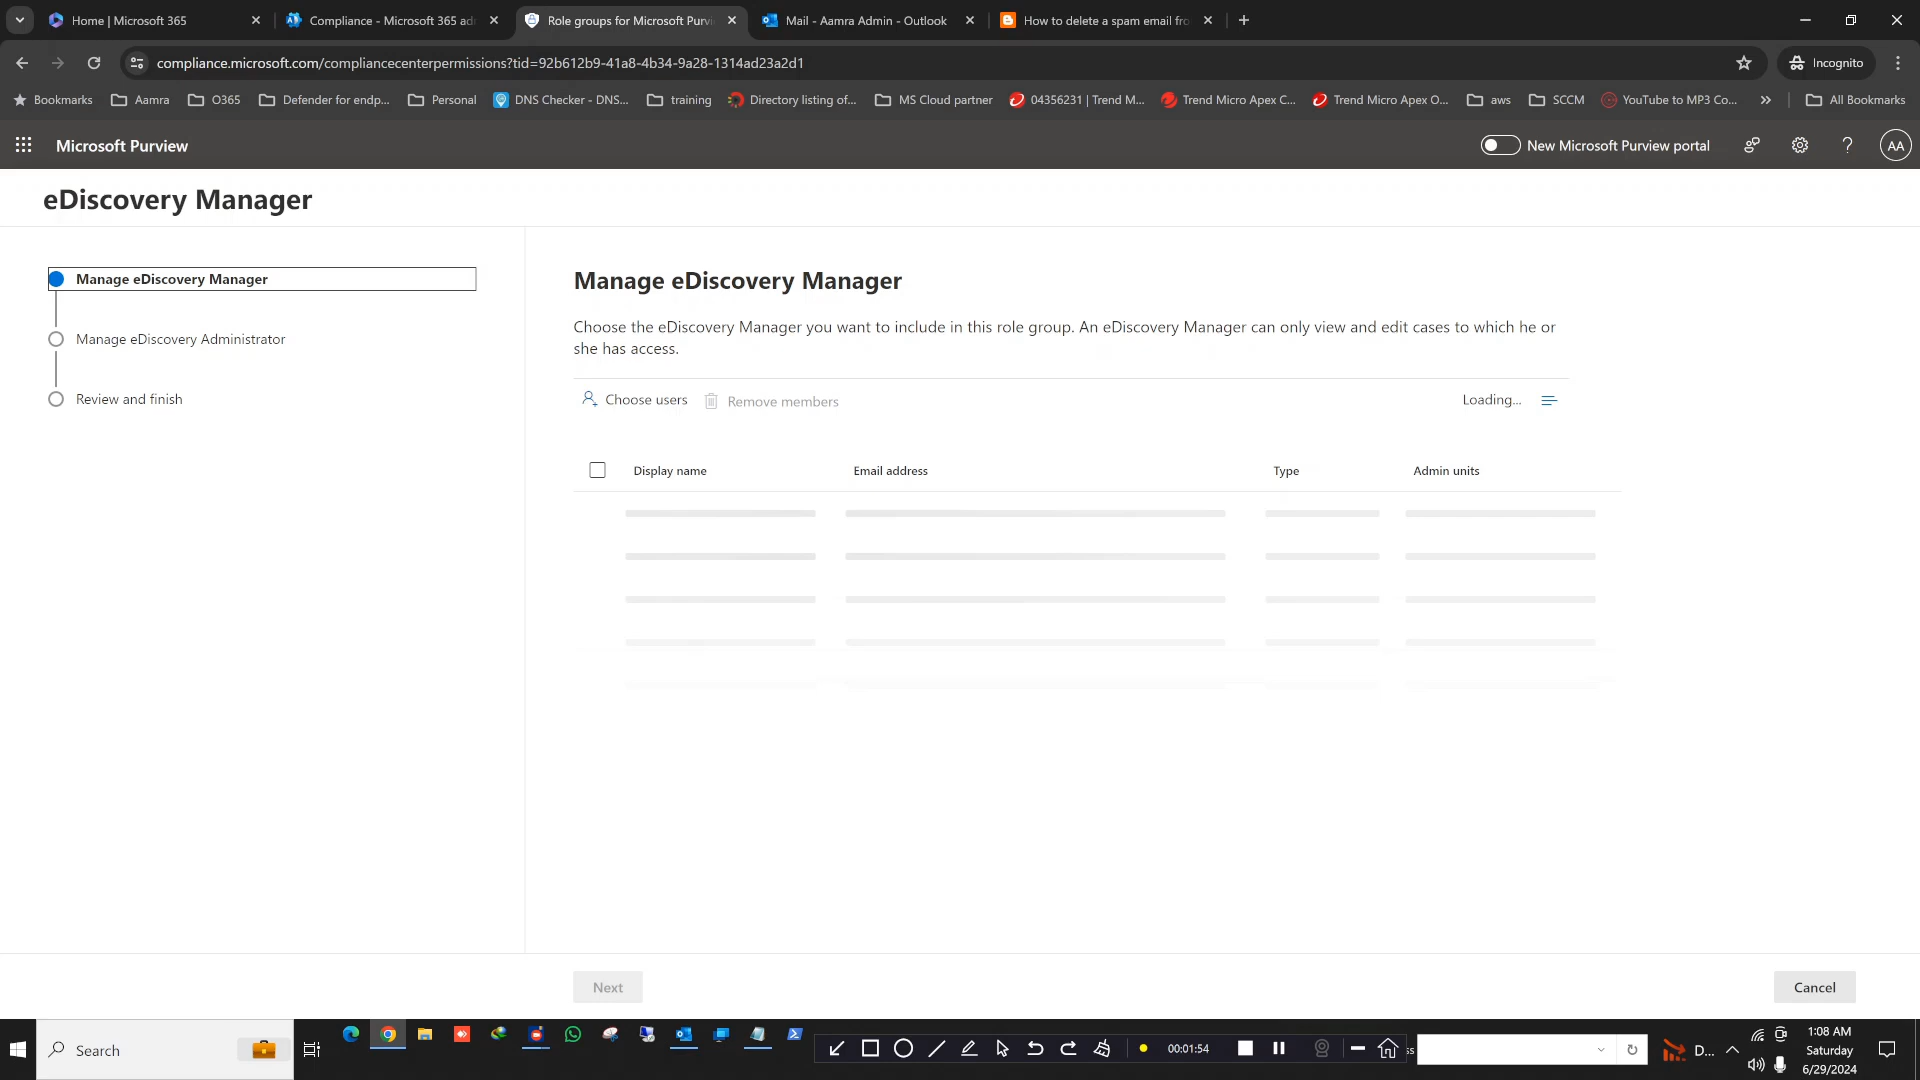 Home | Microsoft 365
Compliance - Microsoft 365 ad
Role groups for Microsoft Purvi
Mail - Aamra Admin - Outlook
How to delete a spam email fro
compliance.microsoft.com/compliancecenterpermissions?tid=92b612b9-41a8-4b34-9a28-1314ad23a2d1
Incognito
Bookmarks
Aamra
O365
Defender for endp...
Personal
DNS Checker - DNS...
training
Directory listing of...
MS Cloud partner
04356231 | Trend M...
Trend Micro Apex C...
Trend Micro Apex O...
aws
SCCM
YouTube to MP3 Co...
All Bookmarks
Microsoft Purview
New Microsoft Purview portal
AA
eDiscovery Manager
Manage eDiscovery Manager
Manage eDiscovery Administrator
Review and finish
Manage eDiscovery Manager
Choose the eDiscovery Manager you want to include in this role group. An eDiscovery Manager can only view and edit cases to which he or
she has access.
Choose users
Remove members
Loading...
Display name
Email address
Type
Admin units
Next
Cancel
Search
00:01:54
ss
D...
1:08 AM
Saturday
6/29/2024